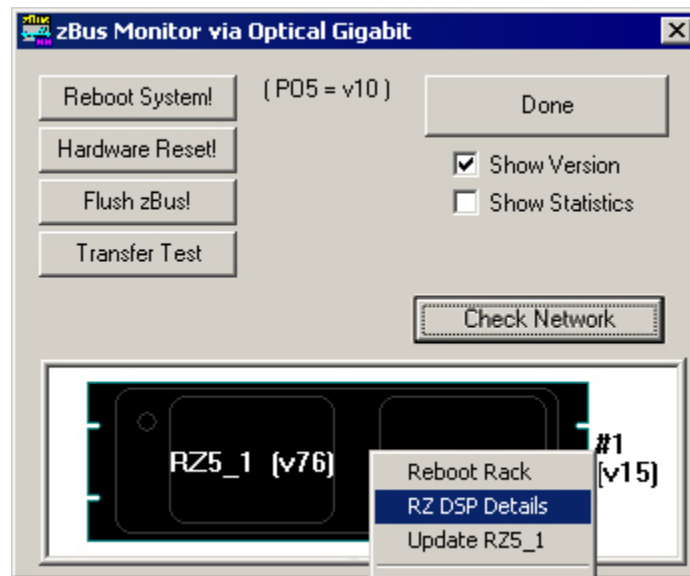 zBus Monitor via Optical Gigabit
Reboot System!
( PO5 = v10 )
Done
Hardware Reset!
Show Version
Flush zBus!
Show Statistics
Transfer Test
Check Network
RZ5_1 (v76)
#1
(v15)
Reboot Rack
RZ DSP Details
Update RZ5_1